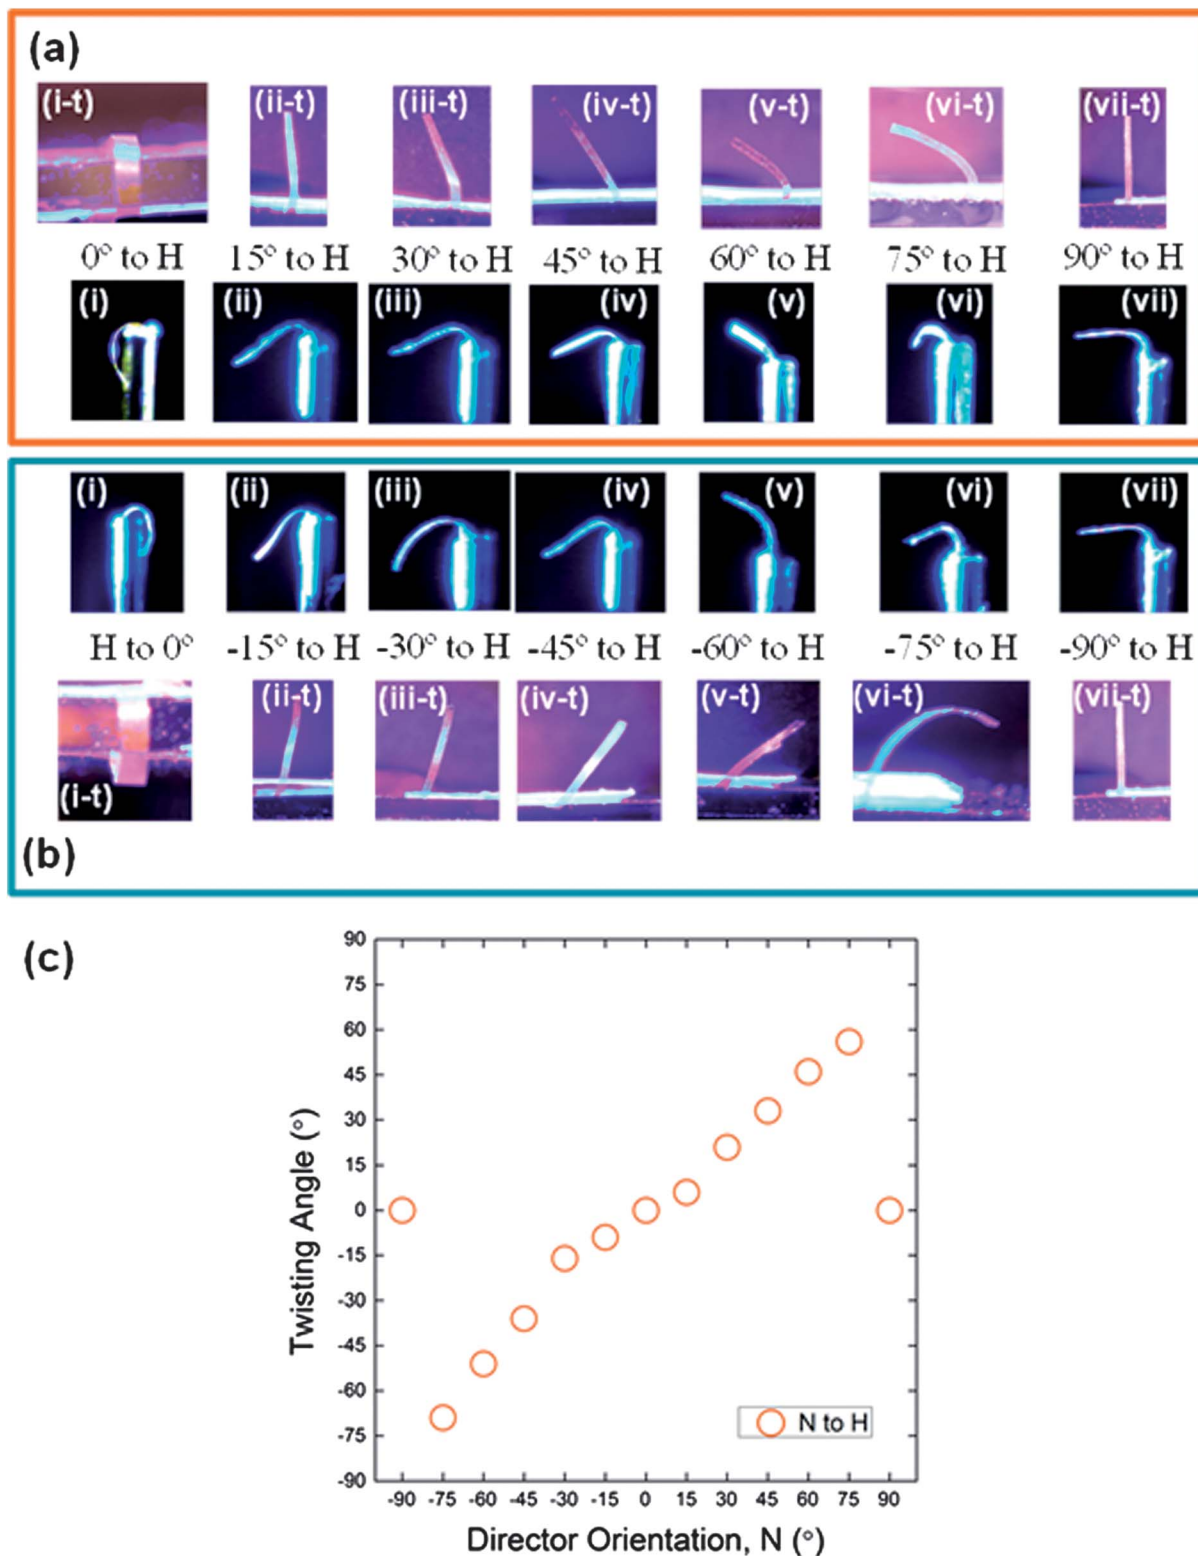 (a)
(i-t) (ii-t) (iii-t) (iv-t) (v-t) (vi-t) (vii-t)
0° to H 15° to H 30° to H 45° to H 60° to H 75° to H 90° to H
(i) (ii) (iii) (iv) (v) (vi) (vii)
(i) (ii) (iii) (iv) (v) (vi) (vii)
H to 0° -15° to H -30° to H -45° to H -60° to H -75° to H -90° to H
(i-t) (ii-t) (iii-t) (iv-t) (v-t) (vi-t) (vii-t)
(b)
(c)
90
75
60
45
30
15
0
-15
-30
-45
-60
-75
-90
Twisting Angle (°)
N to H
-90 -75 -60 -45 -30 -15 0 15 30 45 60 75 90
Director Orientation, N (°)